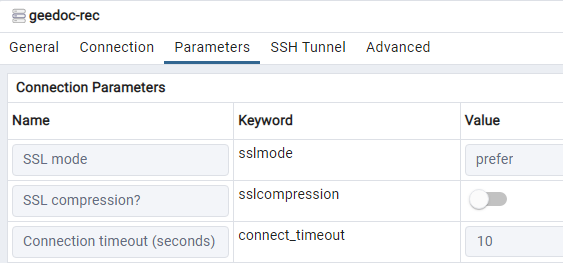 geedoc-rec
General Connection Parameters SSH Tunnel Advanced
Connection Parameters
Name Keyword Value
SSL mode sslmode prefer
SSL compression? sslcompression
Connection timeout (seconds) connect_timeout 10